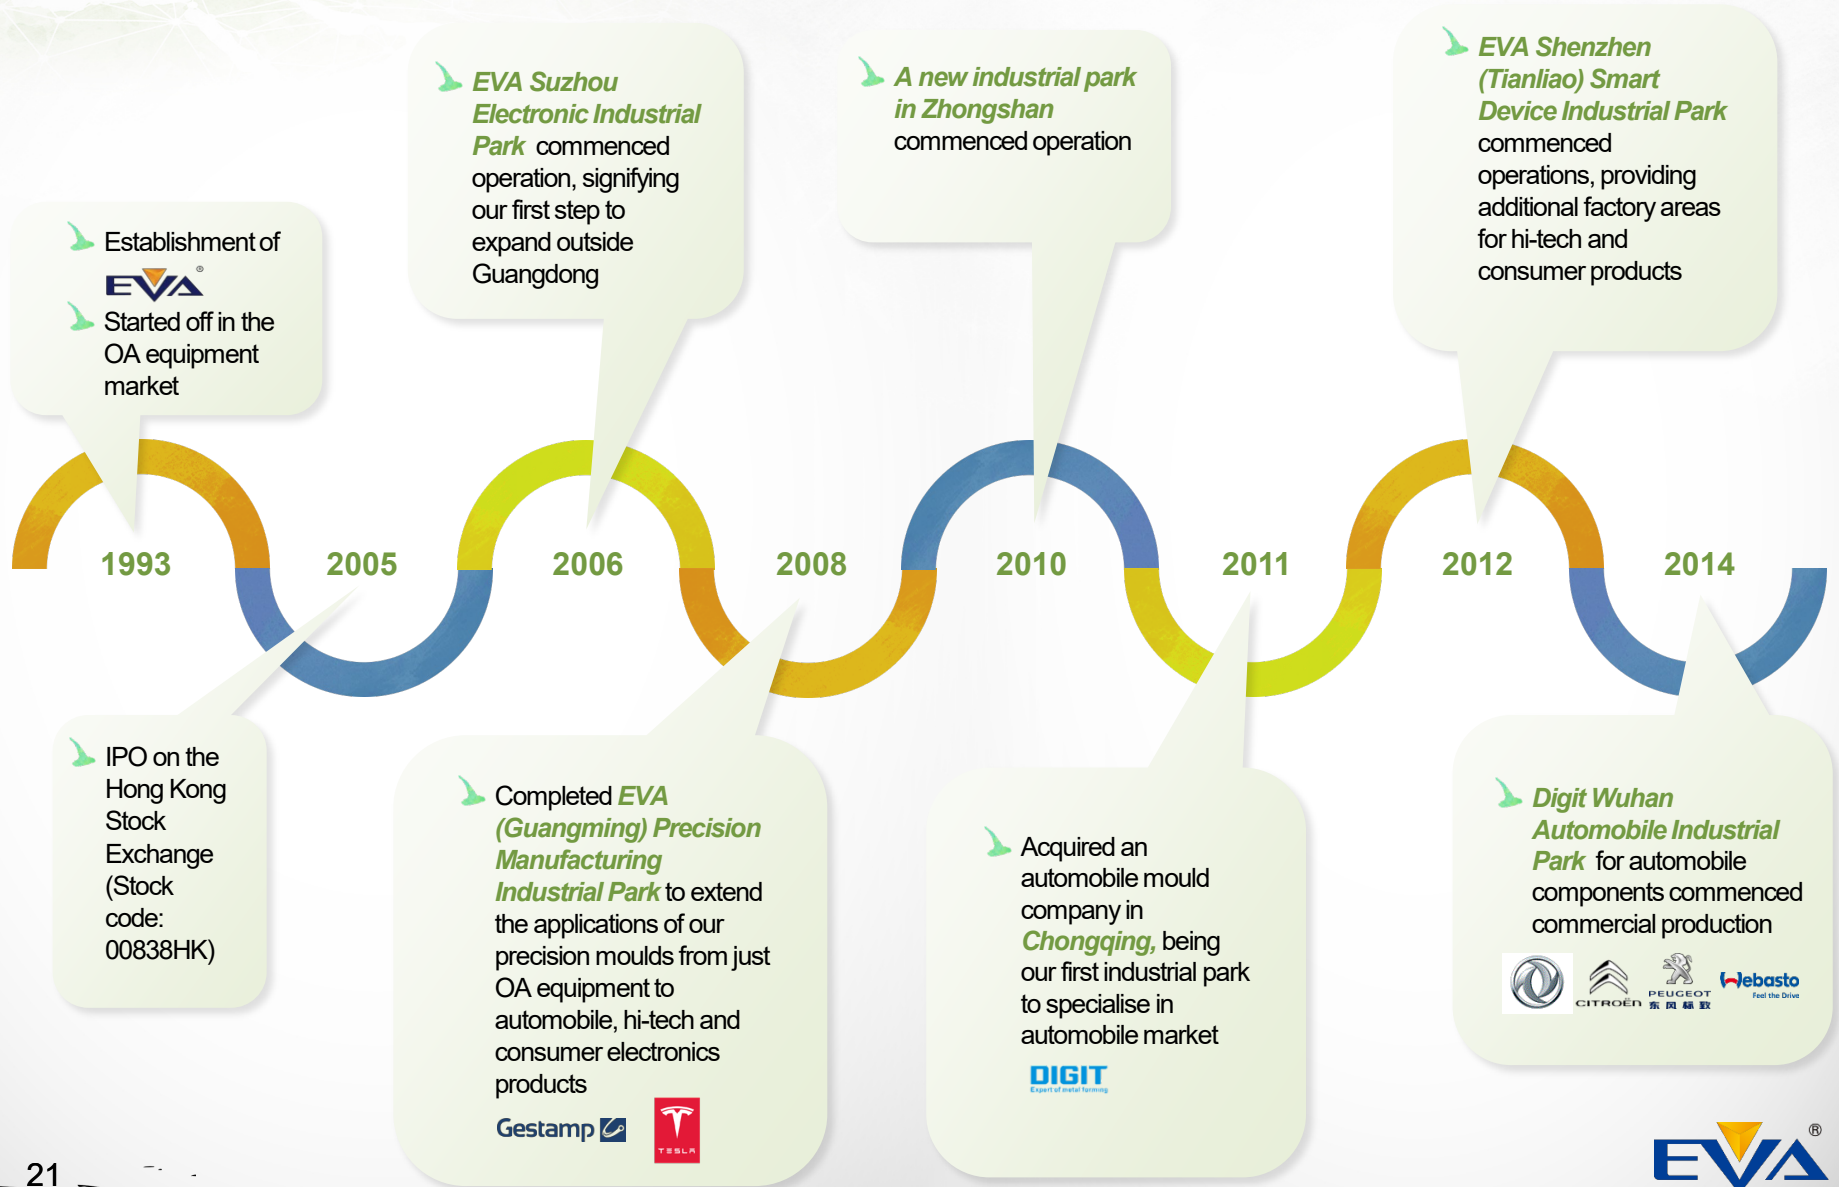 Establishment of
EVA®
Started off in the
OA equipment
market
1993
IPO on the
Hong Kong
Stock
Exchange
(Stock
code:
00838HK)
2005
EVA Suzhou
Electronic Industrial
Park commenced
operation, signifying
our first step to
expand outside
Guangdong
2006
Completed EVA
(Guangming) Precision
Manufacturing
Industrial Park to extend
the applications of our
precision moulds from just
OA equipment to
automobile, hi-tech and
consumer electronics
products
Gestamp
TESLA
2008
A new industrial park
in Zhongshan
commenced operation
2010
Acquired an
automobile mould
company in
Chongqing, being
our first industrial park
to specialise in
automobile market
DIGIT
Expert of metal forming
2011
EVA Shenzhen
(Tianliao) Smart
Device Industrial Park
commenced
operations, providing
additional factory areas
for hi-tech and
consumer products
2012
Digit Wuhan
Automobile Industrial
Park for automobile
components commenced
commercial production
CITROËN
PEUGEOT
东风标致
Webasto
Feel the Drive
2014
21
EVA®